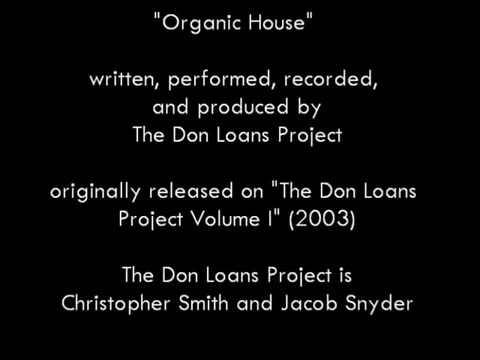 "Organic House"
written, performed, recorded,
and produced by
The Don Loans Project
originally released on "The Don Loans
Project Volume I" (2003)
The Don Loans Project is
Christopher Smith and Jacob Snyder